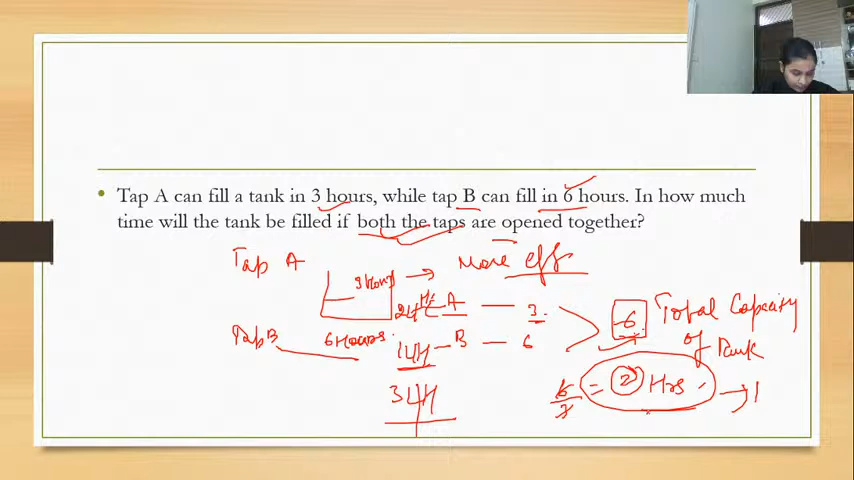 • Tap A can fill a tank in 3 hours, while tap B can fill in 6 hours. In how much
time will the tank be filled if both the taps are opened together?
Tap A
3 Hours → More eff
A — 3
6 Total Capacity
of Tank
Tap B 6 Hours
B — 6
6/3 = 2 Hrs